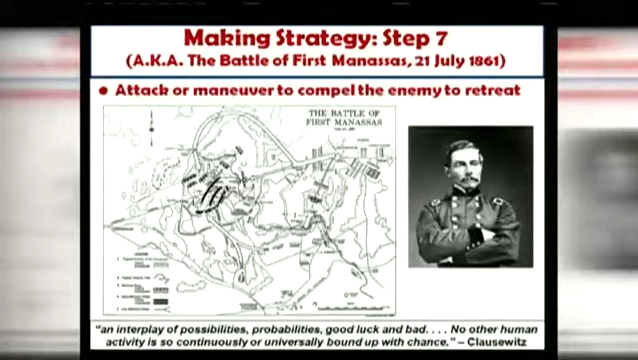 Making Strategy: Step 7
(A.K.A. The Battle of First Manassas, 21 July 1861)
Attack or maneuver to compel the enemy to retreat
THE BATTLE OF
FIRST MANASSAS
"an interplay of possibilities, probabilities, good luck and bad. . . . No other human
activity is so continuously or universally bound up with chance." – Clausewitz